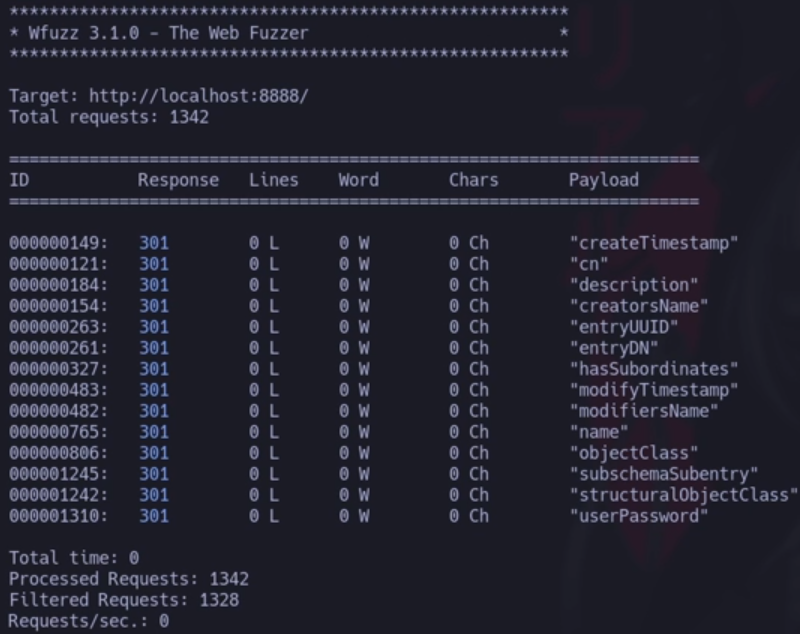 ********************************************************
* Wfuzz 3.1.0 - The Web Fuzzer                         *
********************************************************
Target: http://localhost:8888/
Total requests: 1342
=====================================================================
ID           Response   Lines    Word       Chars       Payload
=====================================================================
000000149:   301        0 L      0 W        0 Ch        "createTimestamp"
000000121:   301        0 L      0 W        0 Ch        "cn"
000000184:   301        0 L      0 W        0 Ch        "description"
000000154:   301        0 L      0 W        0 Ch        "creatorsName"
000000263:   301        0 L      0 W        0 Ch        "entryUUID"
000000261:   301        0 L      0 W        0 Ch        "entryDN"
000000327:   301        0 L      0 W        0 Ch        "hasSubordinates"
000000483:   301        0 L      0 W        0 Ch        "modifyTimestamp"
000000482:   301        0 L      0 W        0 Ch        "modifiersName"
000000765:   301        0 L      0 W        0 Ch        "name"
000000806:   301        0 L      0 W        0 Ch        "objectClass"
000001245:   301        0 L      0 W        0 Ch        "subschemaSubentry"
000001242:   301        0 L      0 W        0 Ch        "structuralObjectClass"
000001310:   301        0 L      0 W        0 Ch        "userPassword"
Total time: 0
Processed Requests: 1342
Filtered Requests: 1328
Requests/sec.: 0